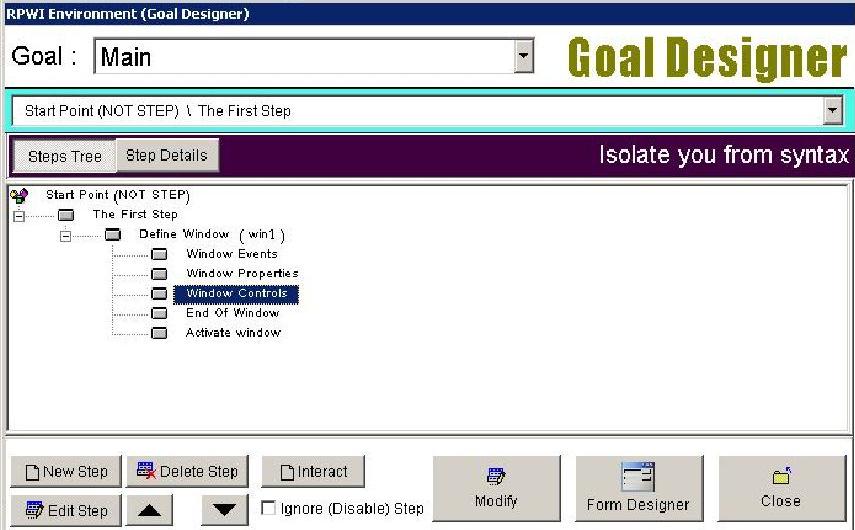 RPWI Environment (Goal Designer)
Goal : Main Goal Designer
Start Point (NOT STEP) \ The First Step
Steps Tree Step Details Isolate you from syntax
Start Point (NOT STEP)
The First Step
Define Window ( win1 )
Window Events
Window Properties
Window Controls
End Of Window
Activate window
New Step Delete Step Interact
Edit Step Ignore (Disable) Step Modify Form Designer Close